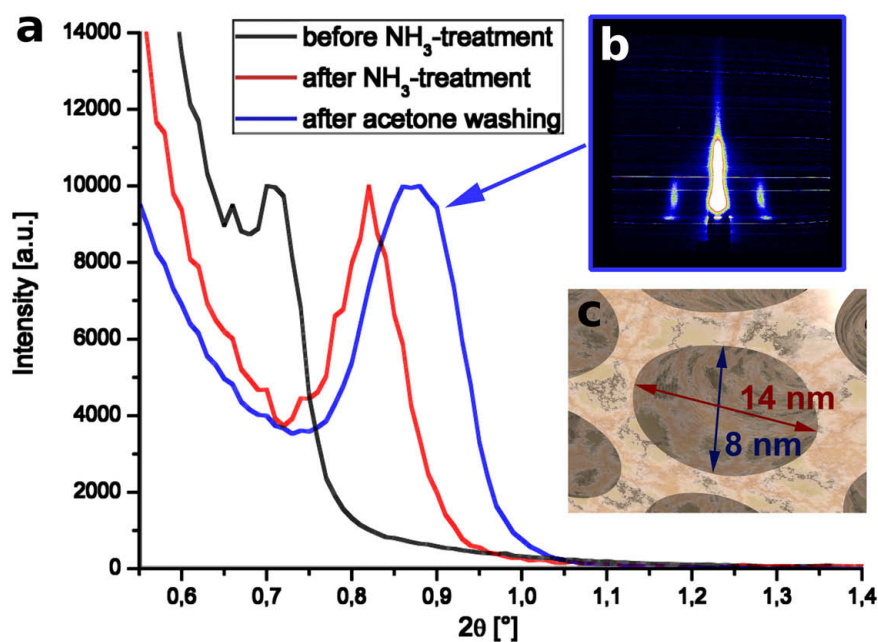 a
14000
12000
10000
8000
6000
4000
2000
0
Intensity [a.u.]
before NH₃-treatment
after NH₃-treatment
after acetone washing
0,6 0,7 0,8 0,9 1,0 1,1 1,2 1,3 1,4
2θ [°]
b
c
14 nm
8 nm